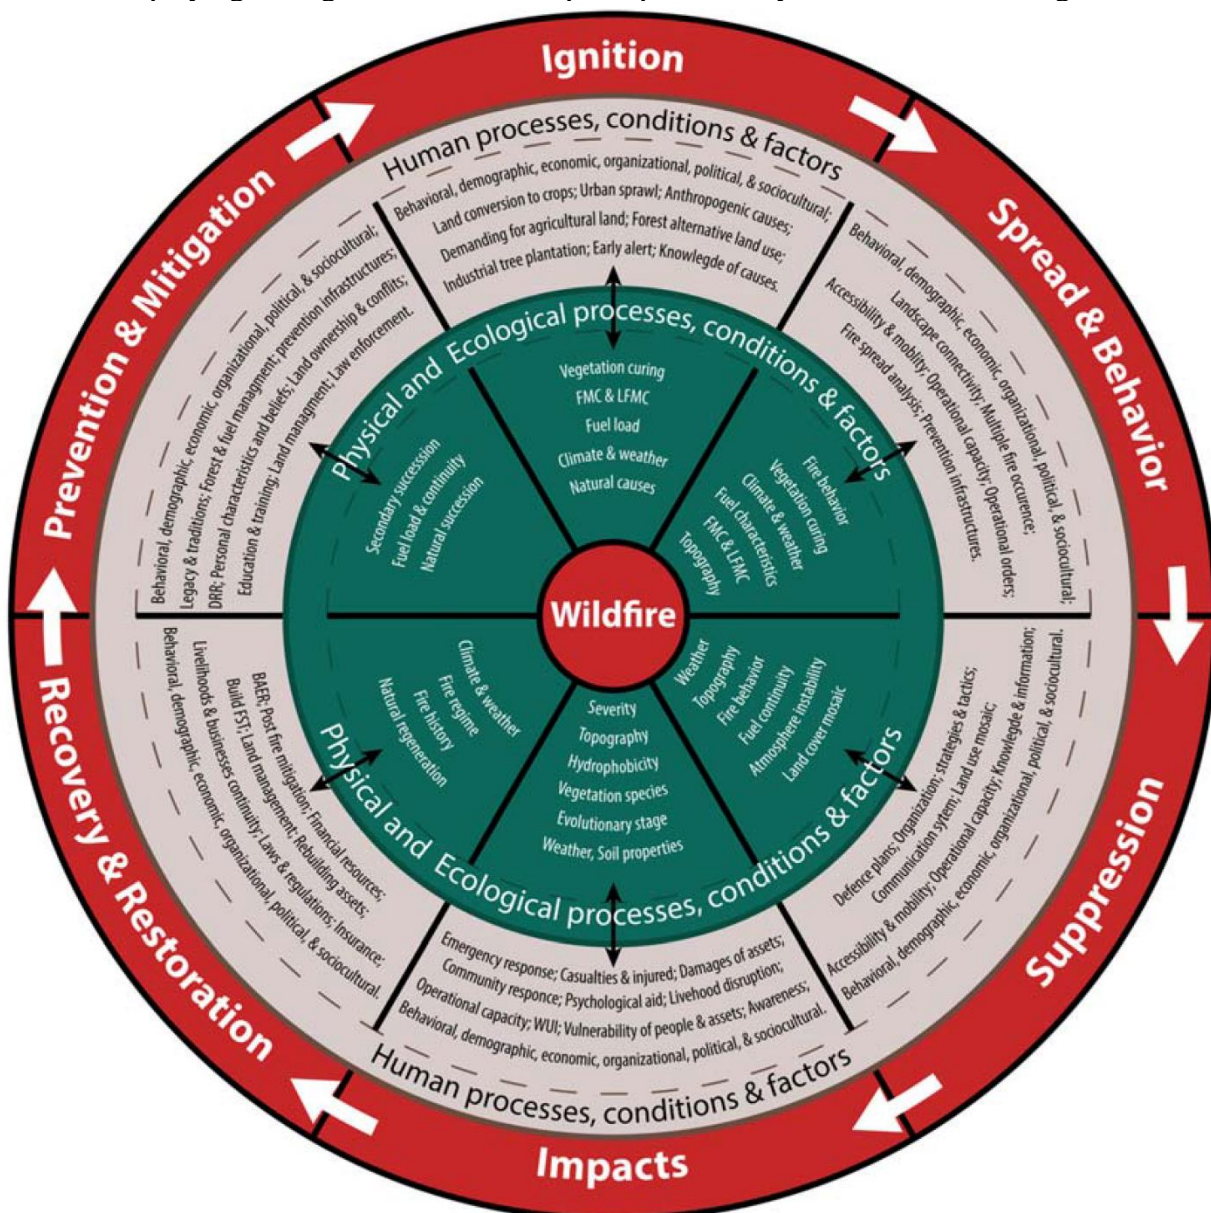 Ignition
Spread & Behavior
Suppression
Impacts
Recovery & Restoration
Prevention & Mitigation
Human processes, conditions & factors
Behavioral, demographic, economic, organizational, political, & sociocultural;
Land conversion to crops; Urban sprawl; Anthropogenic causes;
Demanding for agricultural land; Forest alternative land use;
Industrial tree plantation; Early alert; Knowlegde of causes.
Behavioral, demographic, economic, organizational, political, & sociocultural;
Landscape connectivity; Multiple fire occurence;
Accessibility & moblity; Operational capacity; Operational orders;
Fire spread analysis; Prevention infrastructures.
Defence plans; Organization; strategies & tactics;
Communication sytem; Land use mosaic;
Accessibility & mobility; Operational capacity; Knowlegde & information;
Behavioral, demographic, economic, organizational, political, & sociocultural.
Emergency response; Casualties & injured; Damages of assets;
Community responce; Psychological aid; Livehood disruption;
Operational capacity; WUI; Vulnerability of people & assets; Awareness;
Behavioral, demographic, economic, organizational, political, & sociocultural.
Human processes, conditions & factors
BAER; Post fire mitigation; Financial resources;
Build FST; Land management; Rebuilding assets;
Livelihoods & businesses continuity; Laws & regulations; Insurance;
Behavioral, demographic, economic, organizational, political, & sociocultural.
Behavioral, demographic, economic, organizational, political, & sociocultural;
Legacy & traditions; Forest & fuel managment; prevention infrastructures;
DRR; Personal characteristics and beliefs; Land ownership & conflits;
Education & training; Land managment; Law enforcement.
Physical and Ecological processes, conditions & factors
Vegetation curing
FMC & LFMC
Fuel load
Climate & weather
Natural causes
Fire behavior
Vegetation curing
Climate & weather
Fuel characteristics
FMC & LFMC
Topography
Weather
Topography
Fire behavior
Fuel continuity
Atmosphere instability
Land cover mosaic
Severity
Topography
Hydrophobicity
Vegetation species
Evolutionary stage
Weather, Soil properties
Climate & weather
Fire regime
Fire history
Natural regeneration
Secondary successsion
Fuel load & continuity
Natural succession
Physical and Ecological processes, conditions & factors
Wildfire